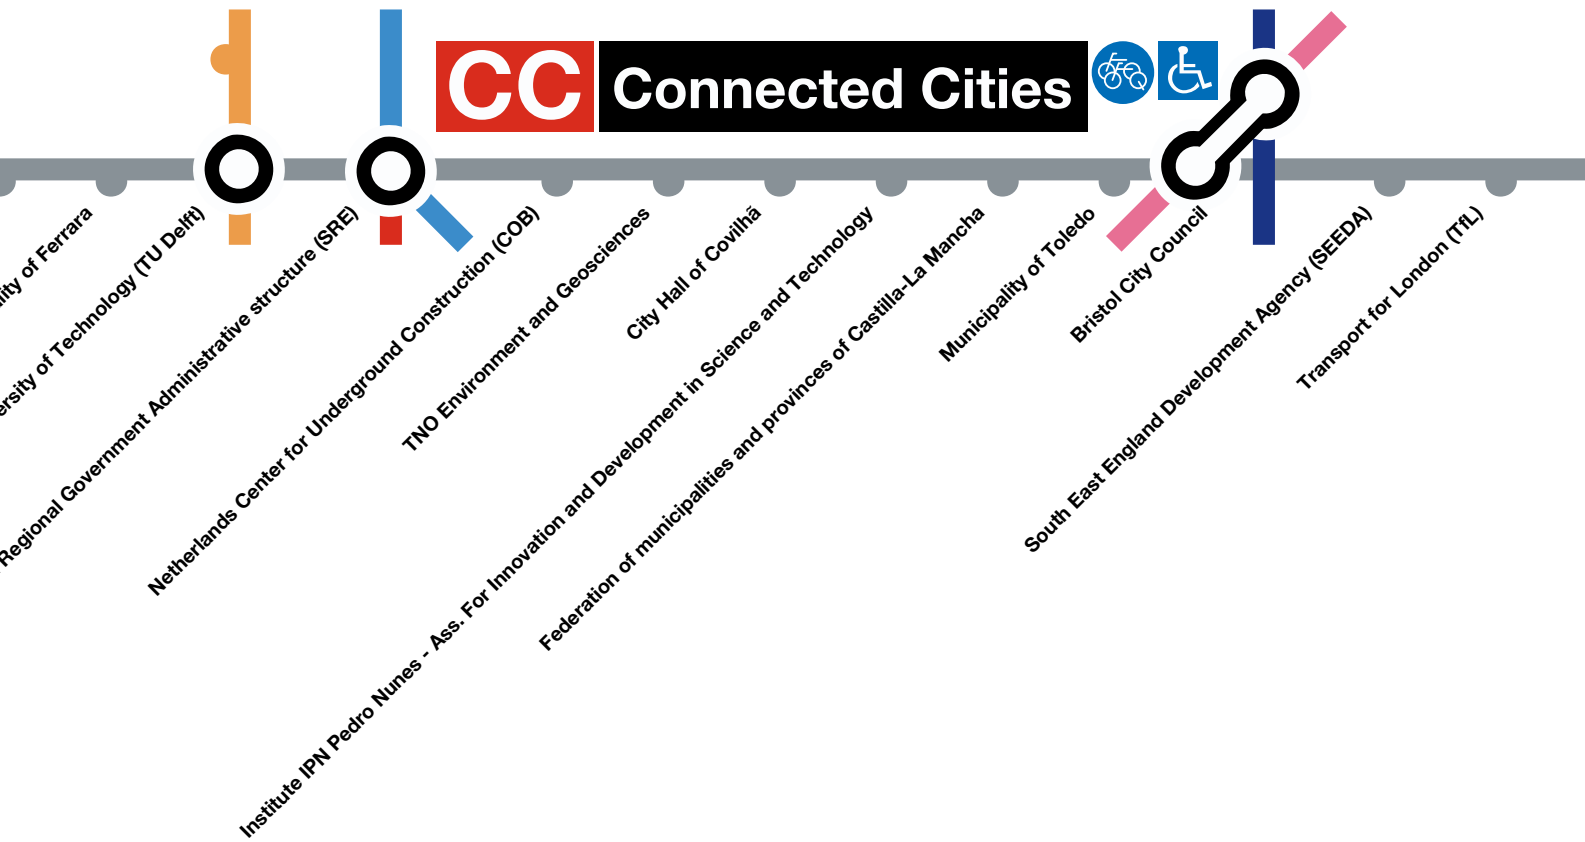 CC Connected Cities
ity of Ferrara
ersity of Technology (TU Delft)
Regional Government Administrative structure (SRE)
Netherlands Center for Underground Construction (COB)
TNO Environment and Geosciences
City Hall of Covilhã
Institute IPN Pedro Nunes - Ass. For Innovation and Development in Science and Technology
Federation of municipalities and provinces of Castilla-La Mancha
Municipality of Toledo
Bristol City Council
South East England Development Agency (SEEDA)
Transport for London (TfL)